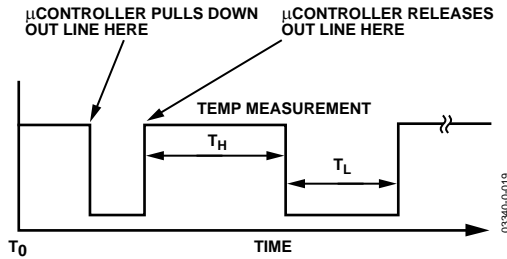 μCONTROLLER PULLS DOWN
OUT LINE HERE
μCONTROLLER RELEASES
OUT LINE HERE
TEMP MEASUREMENT
TH
TL
T0
TIME
03340-0-019